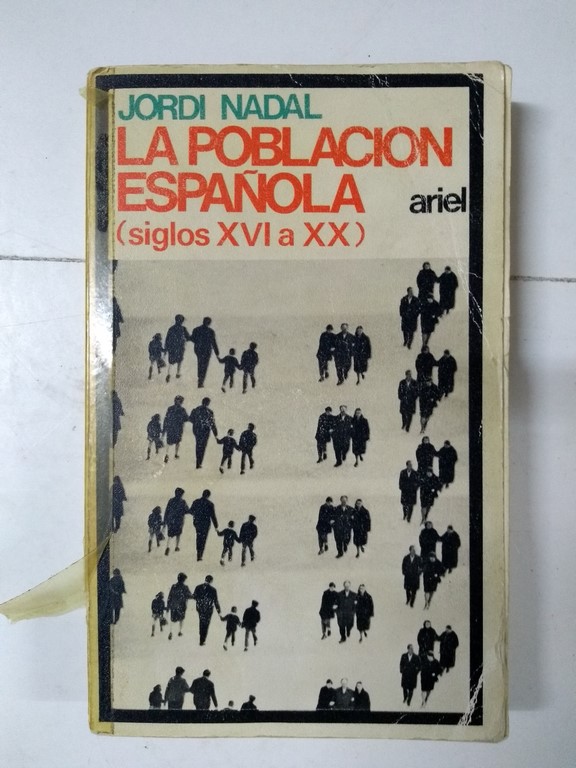 JORDI NADAL
LA POBLACION
ESPAÑOLA
ariel
(siglos XVI a XX)